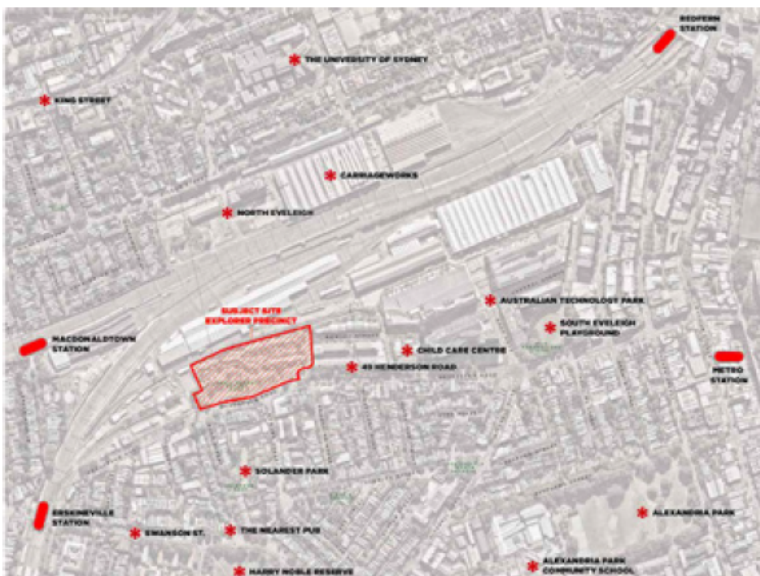 REDFERN
STATION
THE UNIVERSITY OF SYDNEY
KING STREET
CARRIAGEWORKS
NORTH EVELEIGH
AUSTRALIAN TECHNOLOGY PARK
SUBJECT SITE
EXPLORER PRECINCT
SOUTH EVELEIGH
PLAYGROUND
MACDONALDTOWN
STATION
CHILD CARE CENTRE
METRO
STATION
49 HENDERSON ROAD
SOLANDER PARK
ERSKINEVILLE
STATION
ALEXANDRIA PARK
SWANSON ST.
THE NEAREST PUB
ALEXANDRIA PARK
COMMUNITY SCHOOL
HARRY NOBLE RESERVE